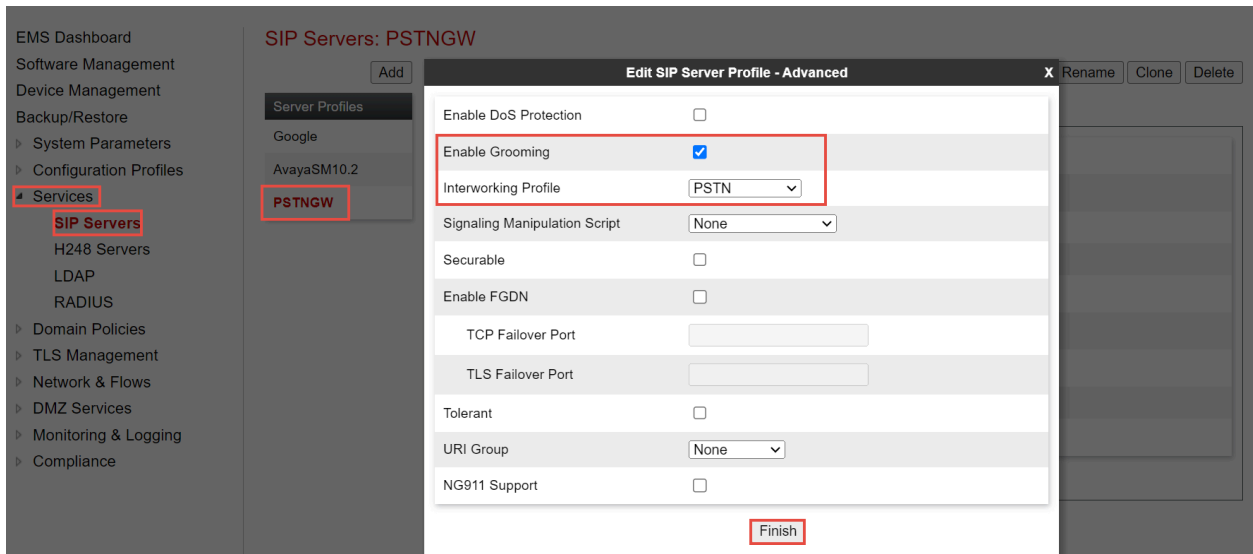 EMS Dashboard
Software Management
Device Management
Backup/Restore
System Parameters
Configuration Profiles
Services
SIP Servers
H248 Servers
LDAP
RADIUS
Domain Policies
TLS Management
Network & Flows
DMZ Services
Monitoring & Logging
Compliance
SIP Servers: PSTNGW
Add
Rename Clone Delete
Server Profiles
Google
AvayaSM10.2
PSTNGW
Edit SIP Server Profile - Advanced X
Enable DoS Protection
Enable Grooming
Interworking Profile PSTN
Signaling Manipulation Script None
Securable
Enable FGDN
TCP Failover Port
TLS Failover Port
Tolerant
URI Group None
NG911 Support
Finish